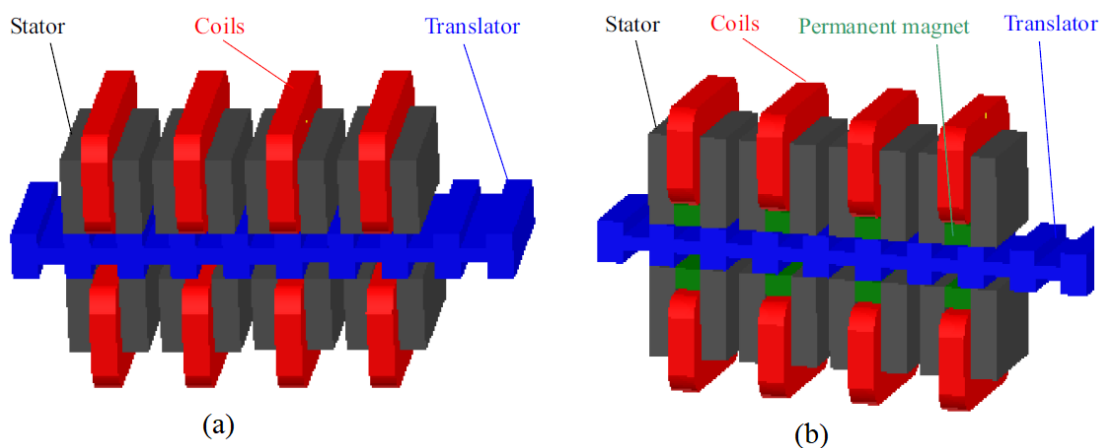 Stator
Coils
Translator
(a)
Stator
Coils
Permanent magnet
Translator
(b)